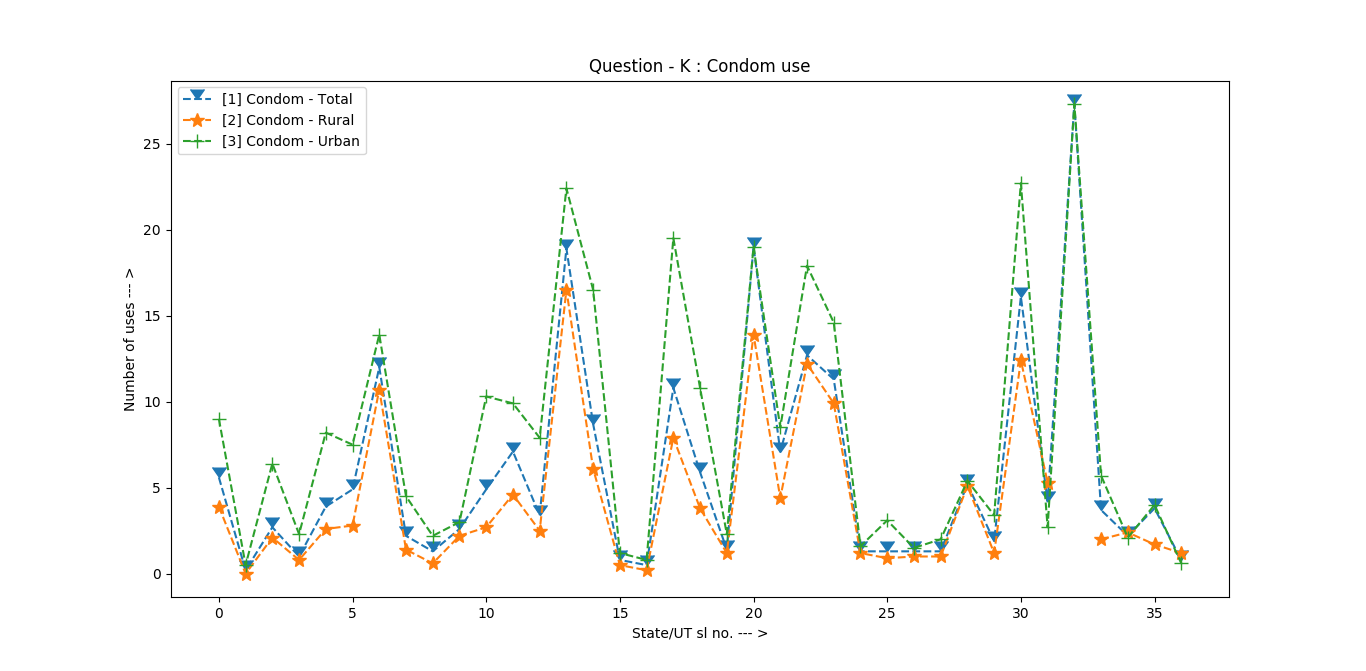 Question - K : Condom use
[1] Condom - Total
[2] Condom - Rural
[3] Condom - Urban
Number of uses --- >
25
20
15
10
5
0
0 5 10 15 20 25 30 35
State/UT sl no. --- >